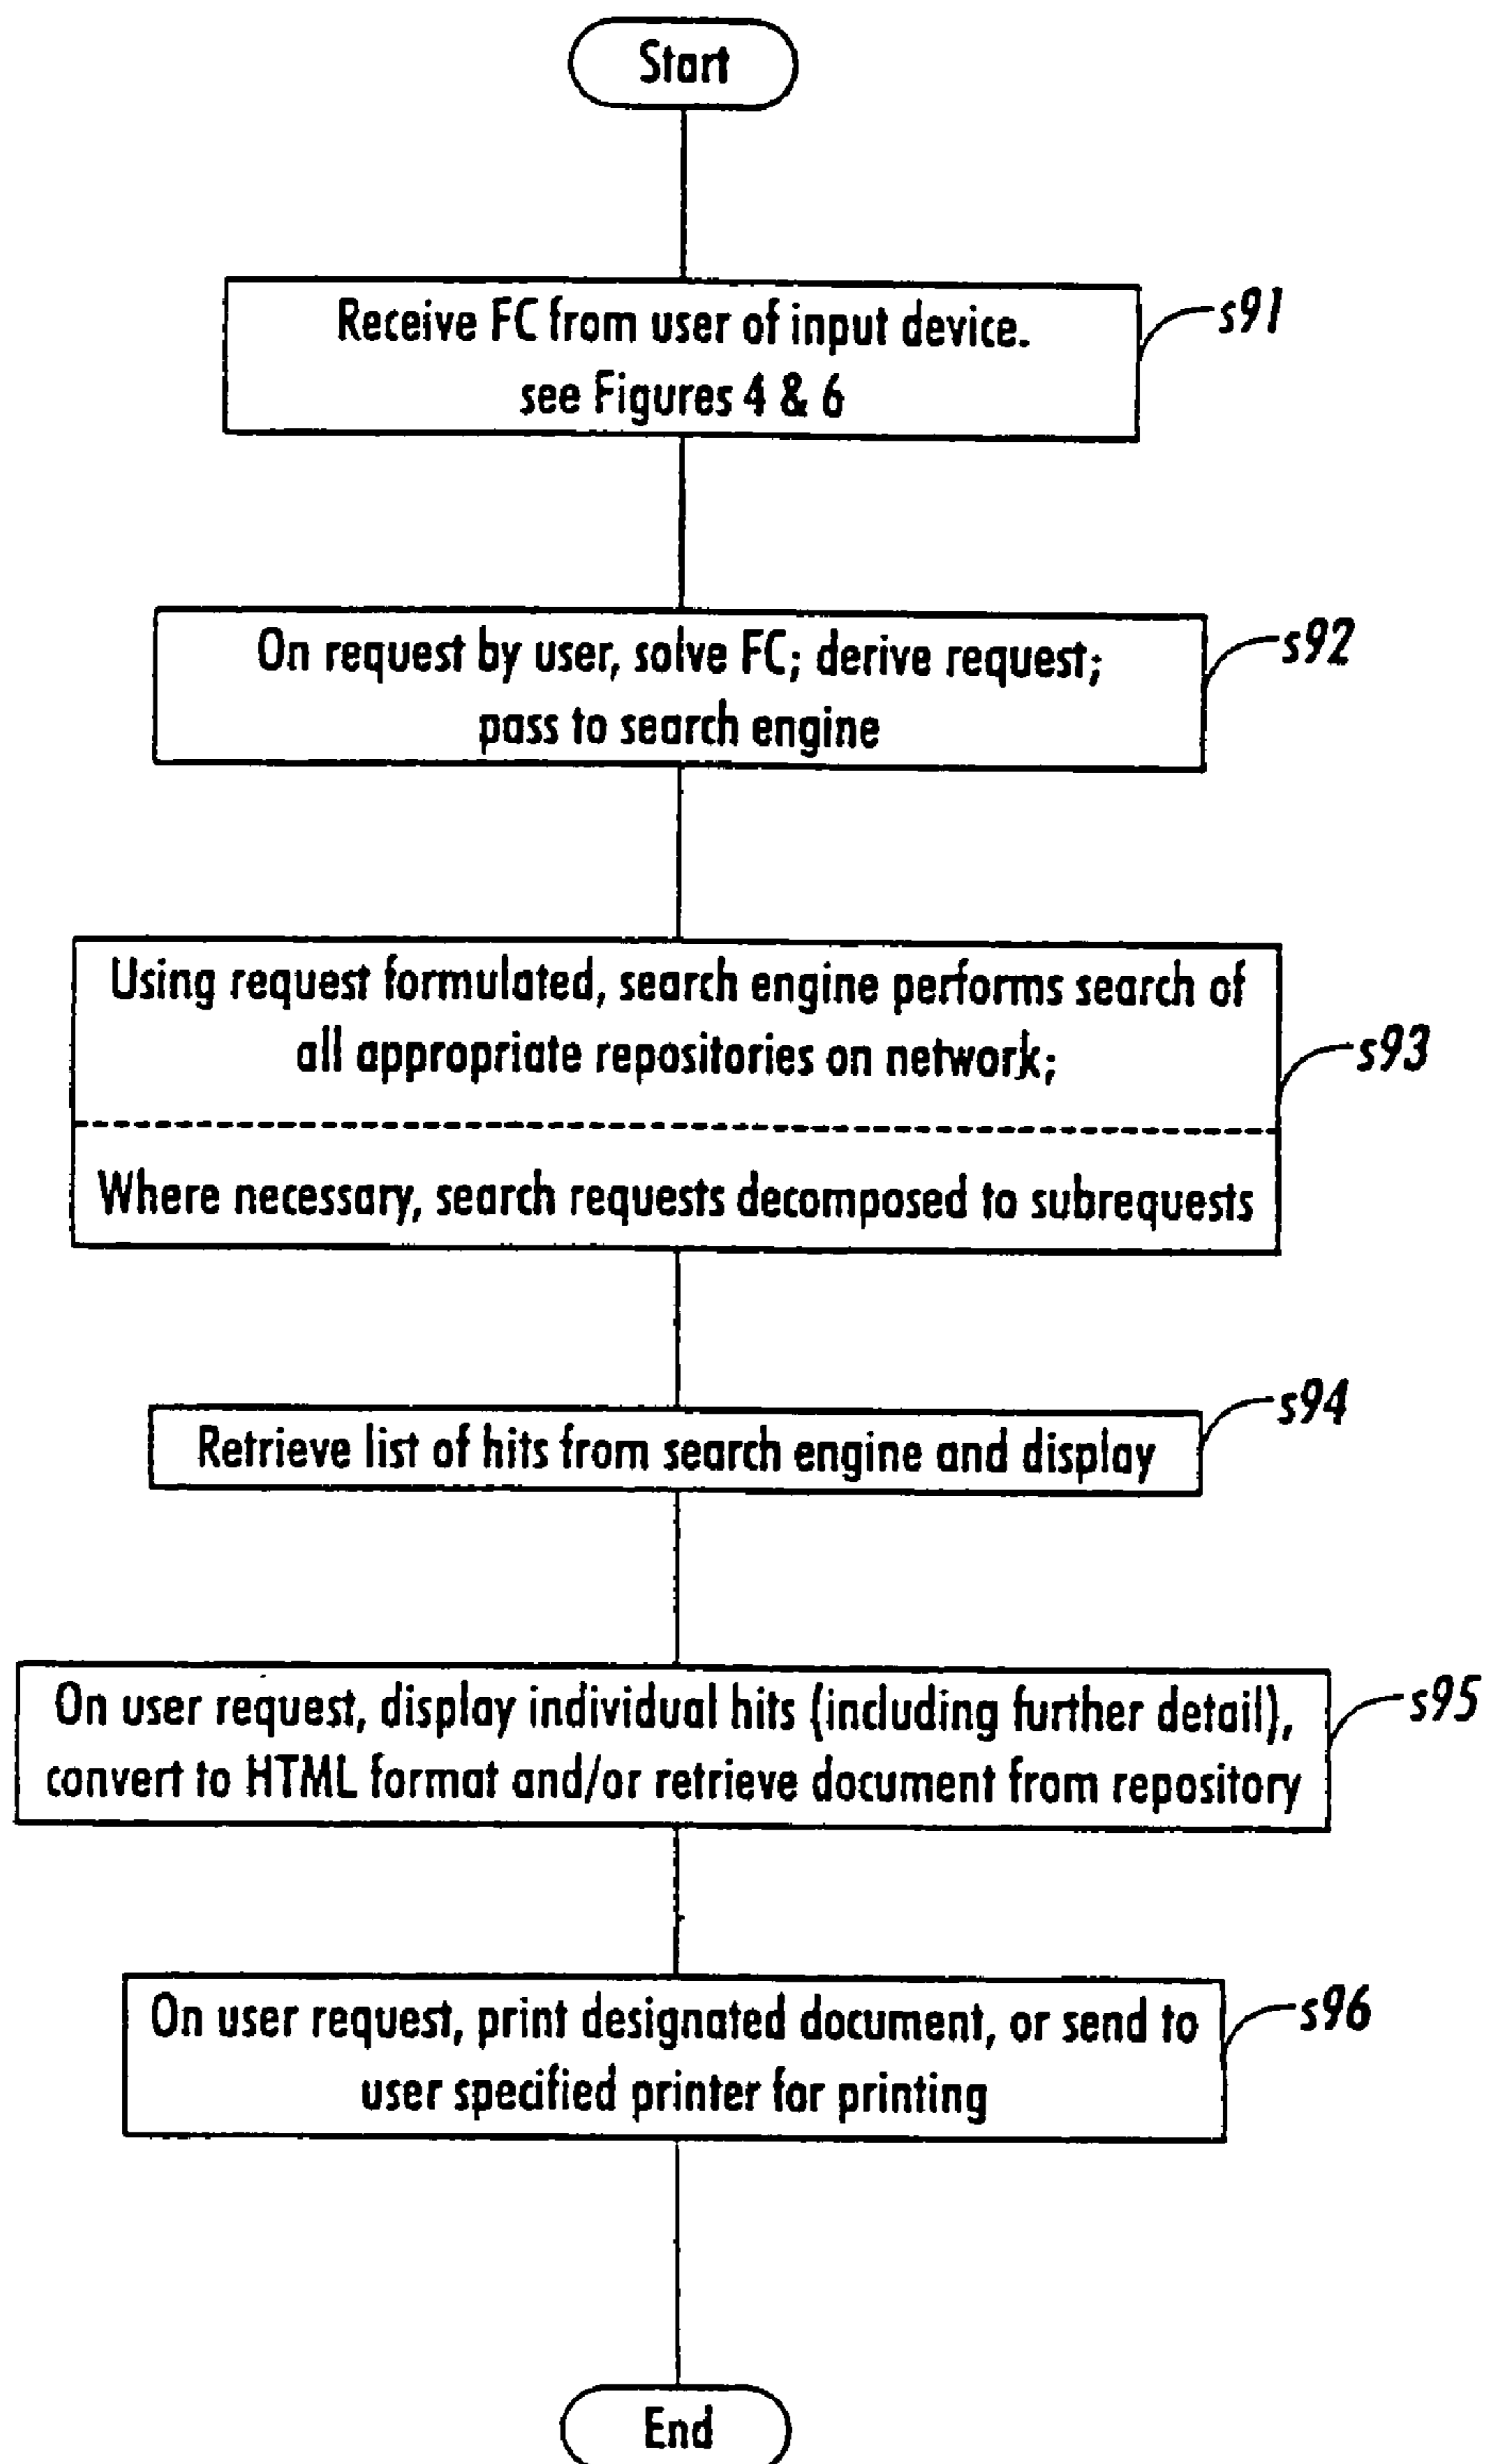 Start
Receive FC from user of input device.
see Figures 4 & 6
s91
On request by user, solve FC; derive request;
pass to search engine
s92
Using request formulated, search engine performs search of
all appropriate repositories on network;
Where necessary, search requests decomposed to subrequests
s93
Retrieve list of hits from search engine and display
s94
On user request, display individual hits (including further detail),
convert to HTML format and/or retrieve document from repository
s95
On user request, print designated document, or send to
user specified printer for printing
s96
End